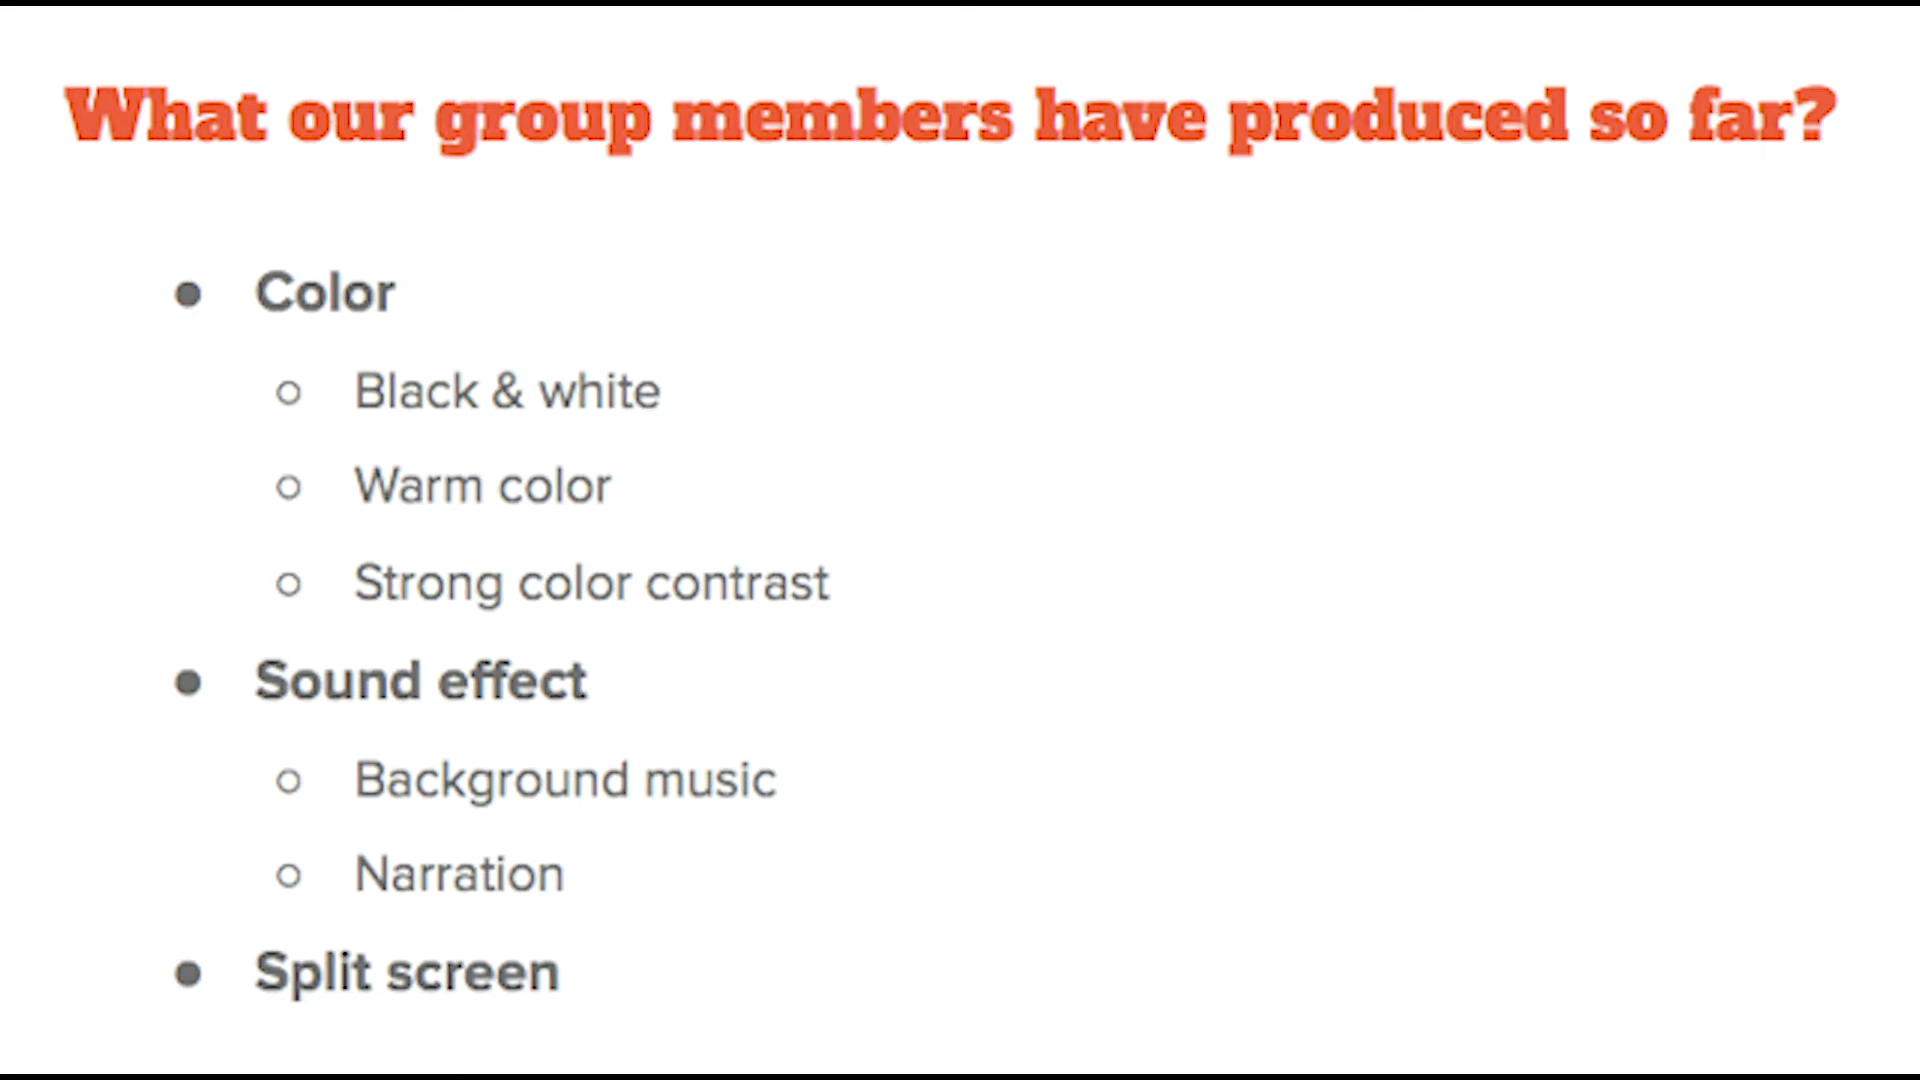 What our group members have produced so far?
● Color
○ Black & white
○ Warm color
○ Strong color contrast
● Sound effect
○ Background music
○ Narration
● Split screen